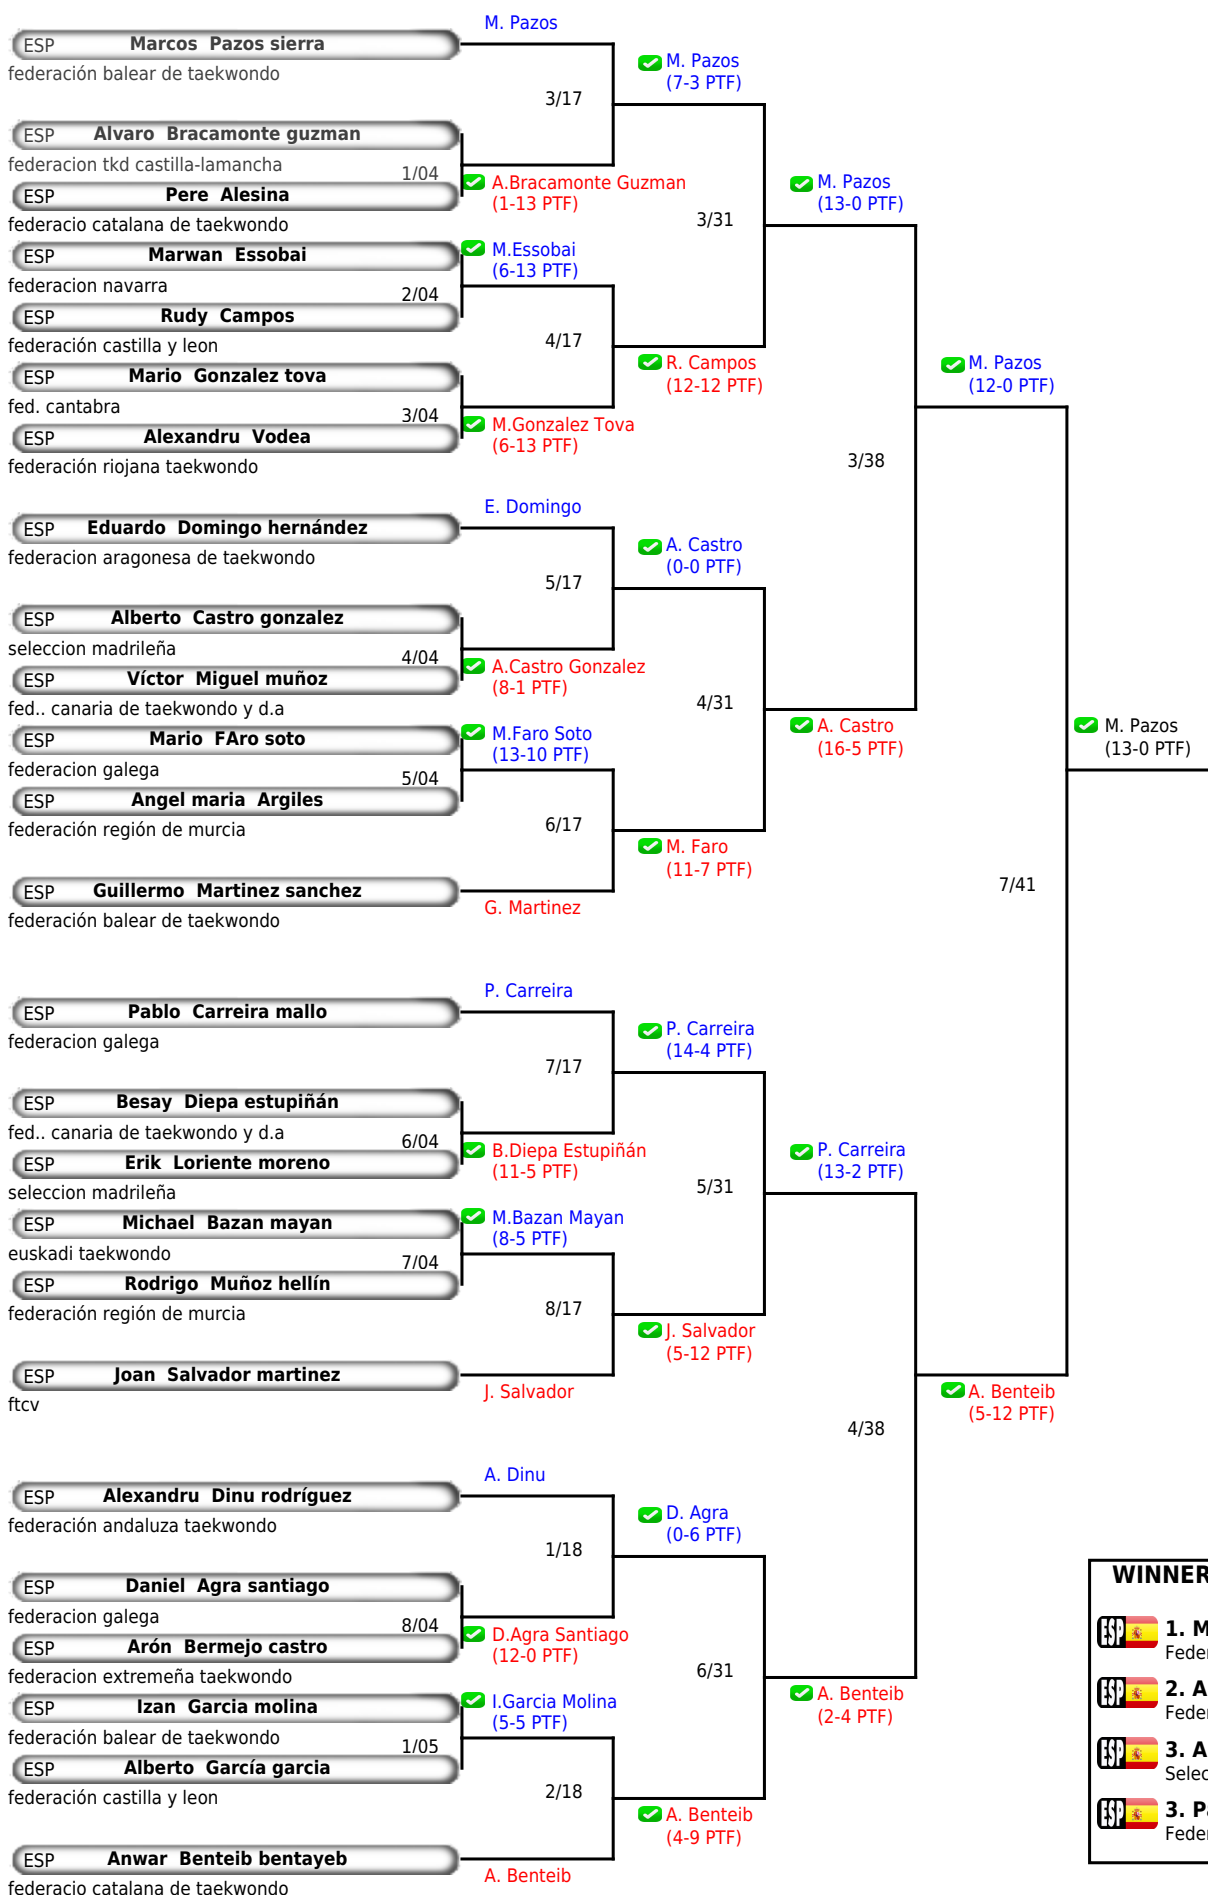 M. Pazos
ESP Marcos Pazos sierra
federación balear de taekwondo
M. Pazos
(7-3 PTF)
3/17
ESP Alvaro Bracamonte guzman
federacion tkd castilla-lamancha
1/04
A.Bracamonte Guzman
(1-13 PTF)
ESP Pere Alesina
federacio catalana de taekwondo
M. Pazos
(13-0 PTF)
3/31
ESP Marwan Essobai
federacion navarra
M.Essobai
(6-13 PTF)
2/04
ESP Rudy Campos
federación castilla y leon
4/17
R. Campos
(12-12 PTF)
M. Pazos
(12-0 PTF)
ESP Mario Gonzalez tova
fed. cantabra
3/04
M.Gonzalez Tova
(6-13 PTF)
ESP Alexandru Vodea
federación riojana taekwondo
3/38
E. Domingo
ESP Eduardo Domingo hernández
federacion aragonesa de taekwondo
A. Castro
(0-0 PTF)
5/17
ESP Alberto Castro gonzalez
seleccion madrileña
4/04
A.Castro Gonzalez
(8-1 PTF)
ESP Víctor Miguel muñoz
fed.. canaria de taekwondo y d.a
4/31
A. Castro
(16-5 PTF)
M. Pazos
(13-0 PTF)
ESP Mario FAro soto
federacion galega
M.Faro Soto
(13-10 PTF)
5/04
ESP Angel maria Argiles
federación región de murcia
6/17
M. Faro
(11-7 PTF)
ESP Guillermo Martinez sanchez
federación balear de taekwondo
G. Martinez
7/41
P. Carreira
ESP Pablo Carreira mallo
federacion galega
P. Carreira
(14-4 PTF)
7/17
ESP Besay Diepa estupiñán
fed.. canaria de taekwondo y d.a
6/04
B.Diepa Estupiñán
(11-5 PTF)
ESP Erik Loriente moreno
seleccion madrileña
P. Carreira
(13-2 PTF)
5/31
ESP Michael Bazan mayan
euskadi taekwondo
M.Bazan Mayan
(8-5 PTF)
7/04
ESP Rodrigo Muñoz hellín
federación región de murcia
8/17
J. Salvador
(5-12 PTF)
ESP Joan Salvador martinez
ftcv
J. Salvador
A. Benteib
(5-12 PTF)
4/38
A. Dinu
ESP Alexandru Dinu rodríguez
federación andaluza taekwondo
D. Agra
(0-6 PTF)
1/18
ESP Daniel Agra santiago
federacion galega
8/04
D.Agra Santiago
(12-0 PTF)
ESP Arón Bermejo castro
federacion extremeña taekwondo
6/31
A. Benteib
(2-4 PTF)
ESP Izan Garcia molina
federación balear de taekwondo
I.Garcia Molina
(5-5 PTF)
1/05
ESP Alberto García garcia
federación castilla y leon
2/18
A. Benteib
(4-9 PTF)
ESP Anwar Benteib bentayeb
federacio catalana de taekwondo
A. Benteib
WINNER
ESP 1. M
Feder
ESP 2. A
Feder
ESP 3. A
Selec
ESP 3. Pa
Feder